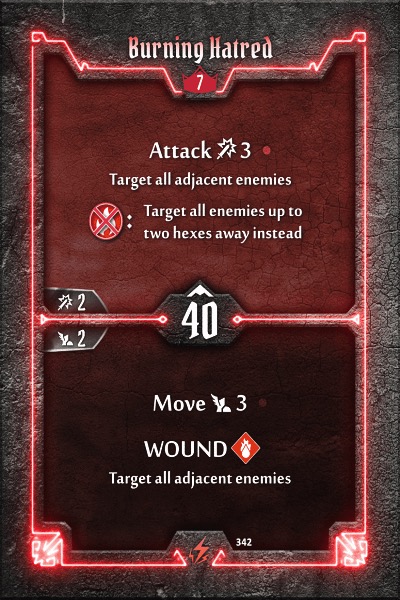 Burning Hatred
7
Attack 3
Target all adjacent enemies
: Target all enemies up to
two hexes away instead
2
40
2
Move 3
WOUND
Target all adjacent enemies
342